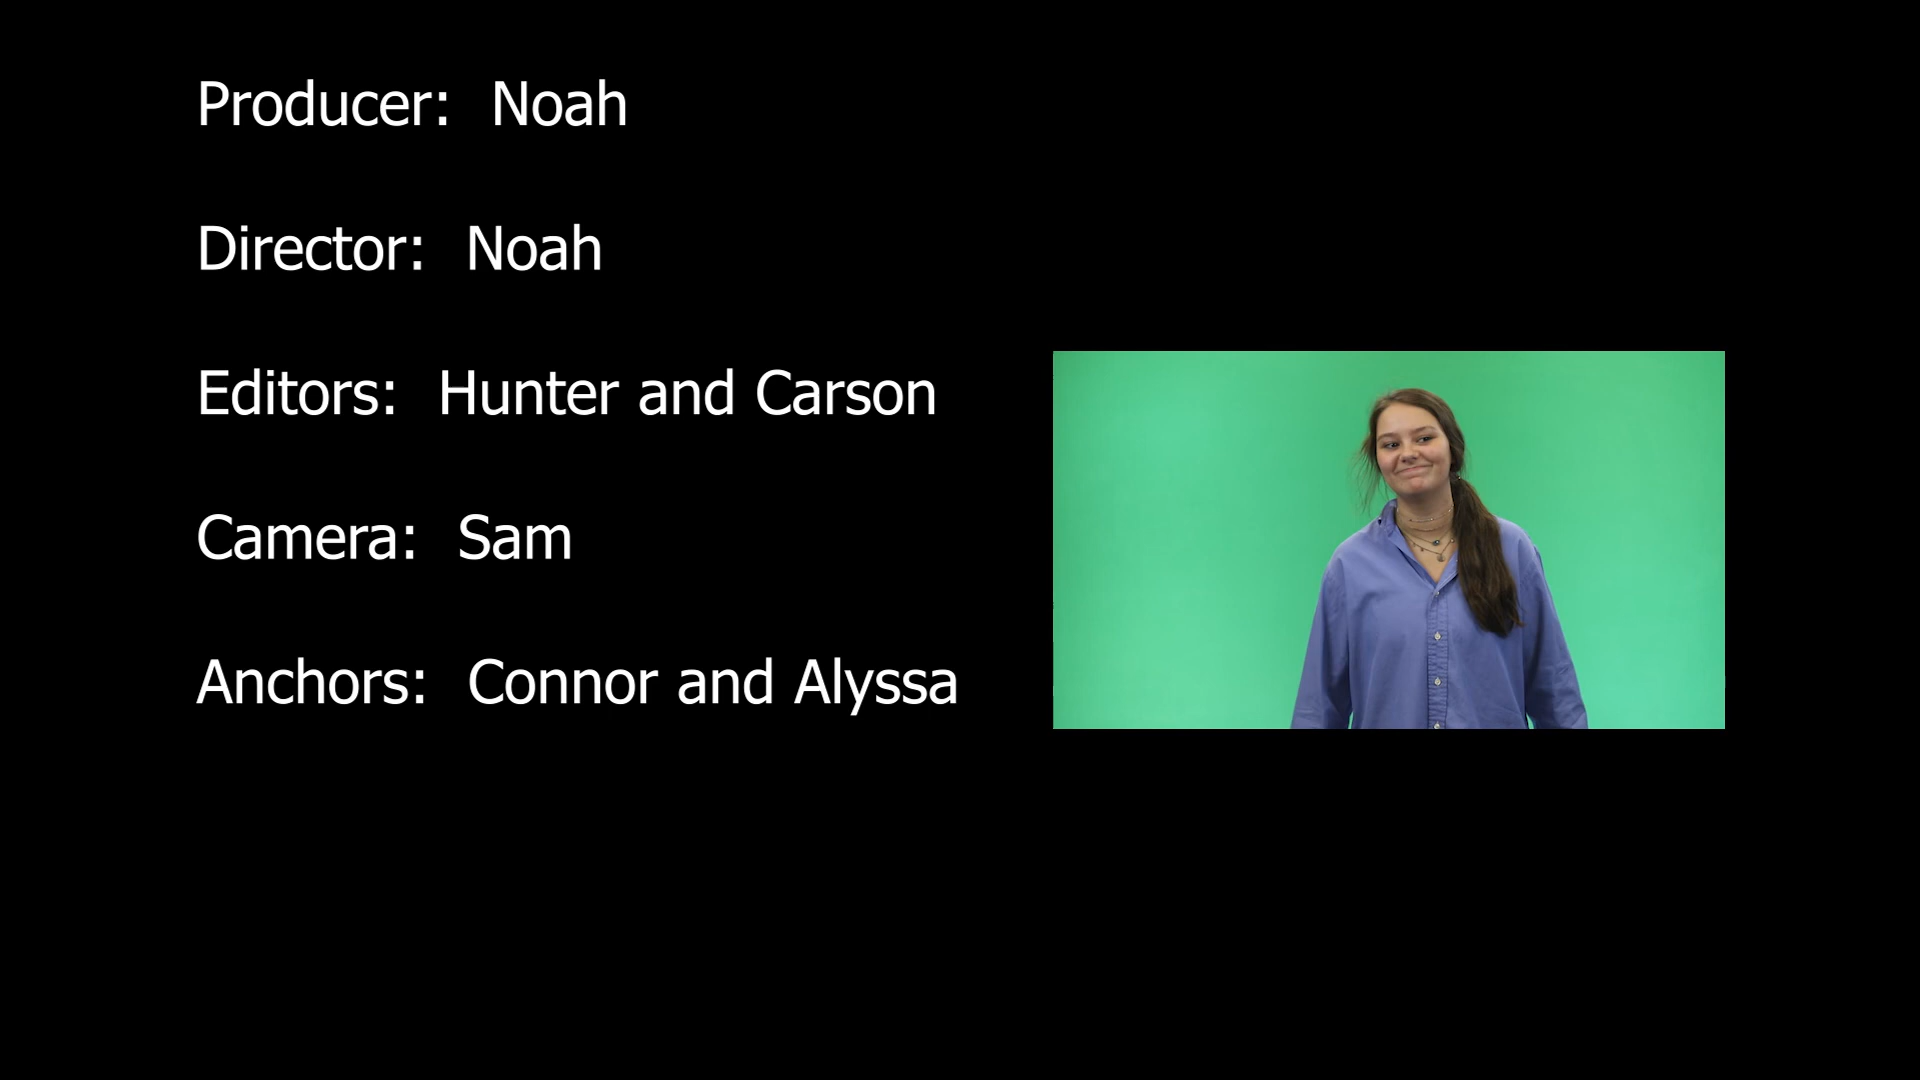 Producer:  Noah
Director:  Noah
Editors:  Hunter and Carson
Camera:  Sam
Anchors:  Connor and Alyssa